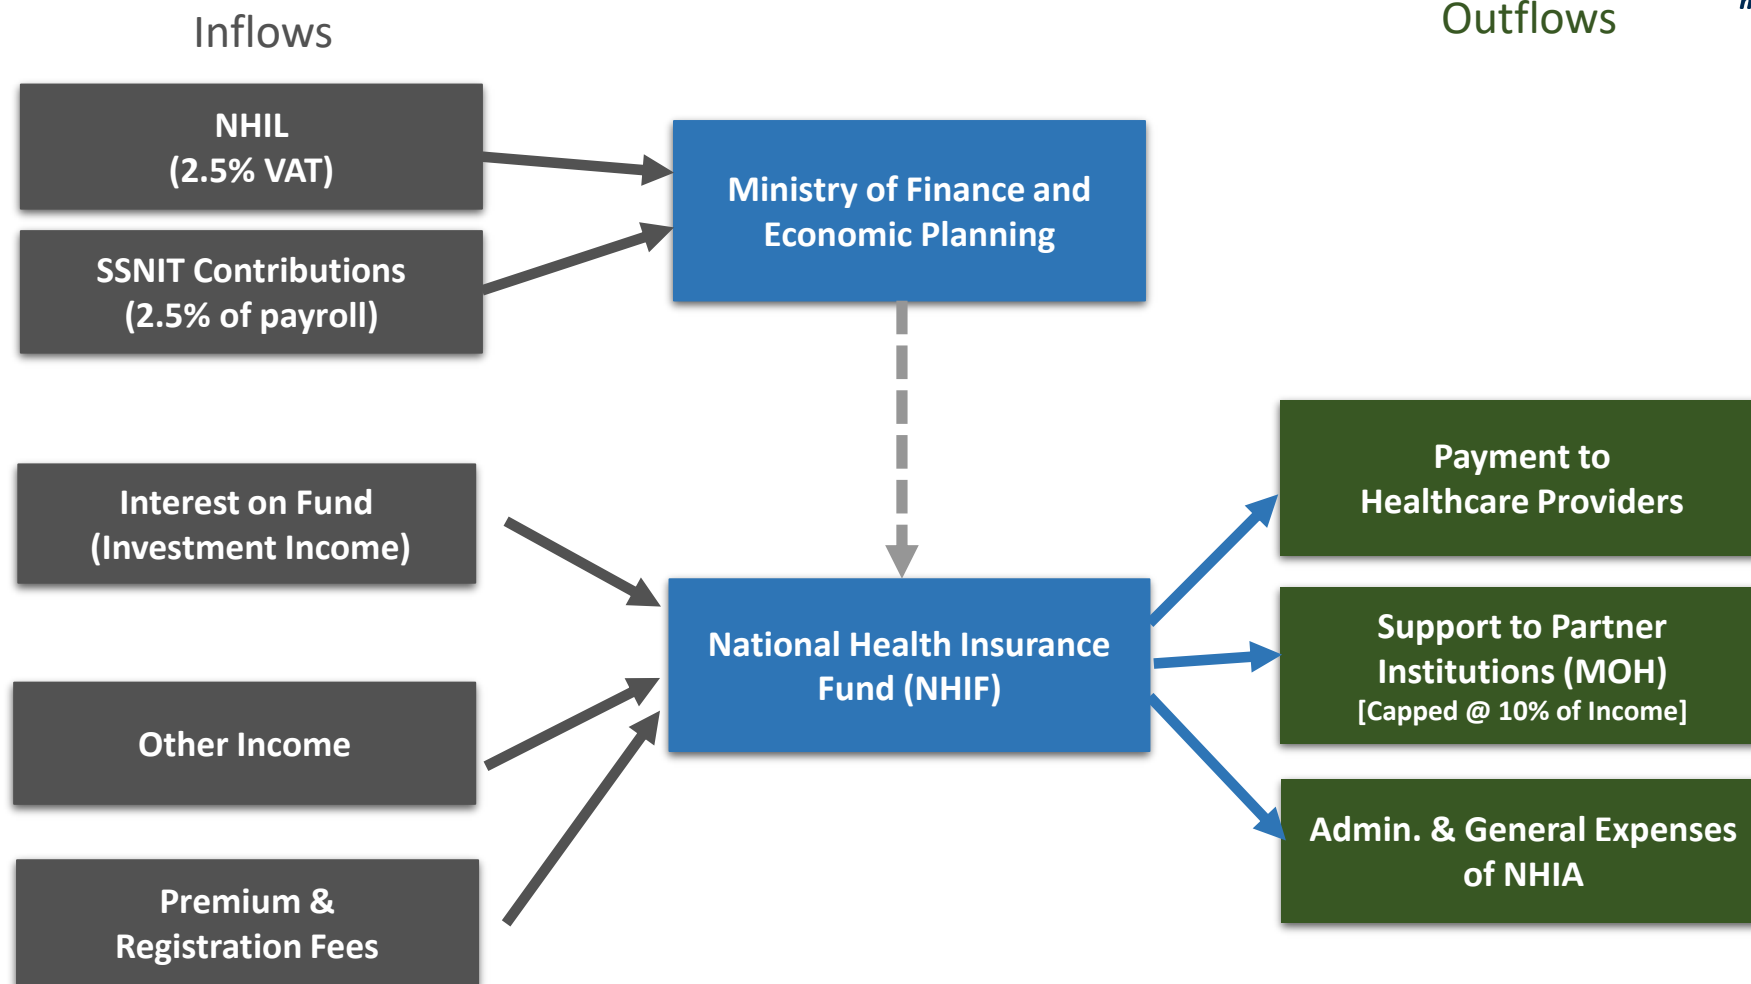 Inflows
Outflows
NHIL
(2.5% VAT)
SSNIT Contributions
(2.5% of payroll)
Ministry of Finance and
Economic Planning
Interest on Fund
(Investment Income)
Other Income
Premium &
Registration Fees
National Health Insurance
Fund (NHIF)
Payment to
Healthcare Providers
Support to Partner
Institutions (MOH)
[Capped @ 10% of Income]
Admin. & General Expenses
of NHIA